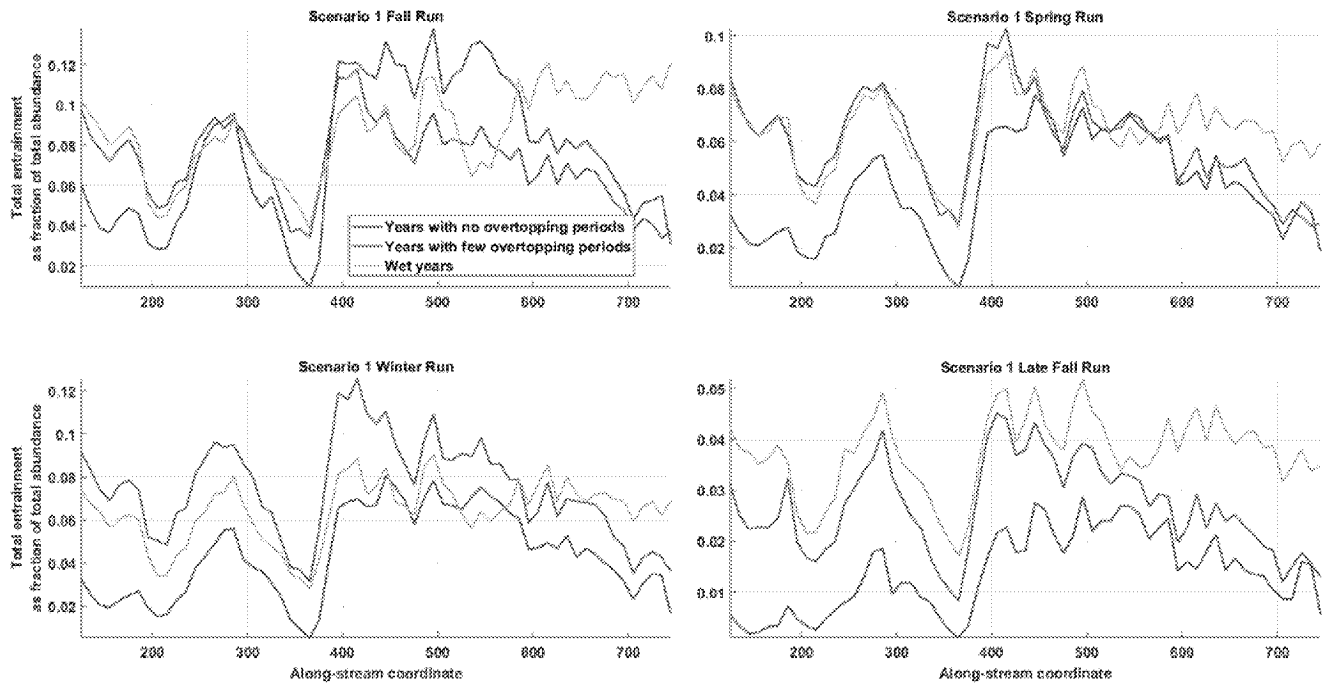 Scenario 1 Fall Run
Total entrainment
as fraction of total abundance
0.12
0.1
0.08
0.06
0.04
0.02
200 300 400 500 600 700
Years with no overtopping periods
Years with few overtopping periods
Wet years
Scenario 1 Spring Run
0.1
0.08
0.06
0.04
0.02
200 300 400 500 600 700
Scenario 1 Winter Run
Total entrainment
as fraction of total abundance
0.12
0.1
0.08
0.06
0.04
0.02
200 300 400 500 600 700
Along-stream coordinate
Scenario 1 Late Fall Run
0.05
0.04
0.03
0.02
0.01
200 300 400 500 600 700
Along-stream coordinate